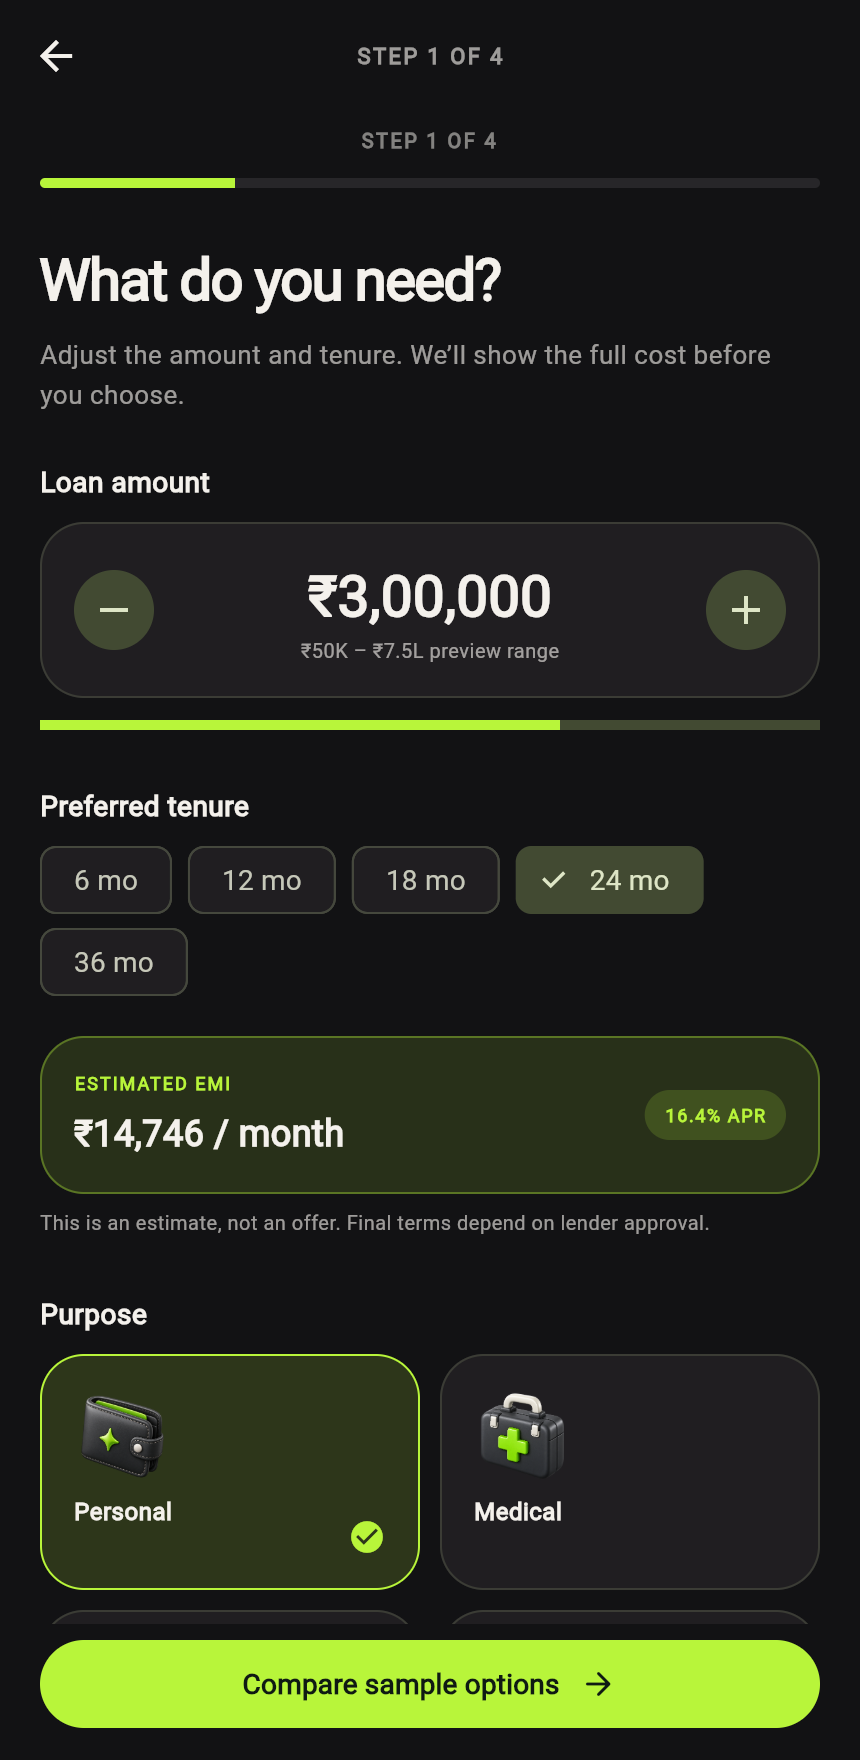 STEP 1 OF 4
STEP 1 OF 4
What do you need?
Adjust the amount and tenure. We’ll show the full cost before
you choose.
Loan amount
₹3,00,000
₹50K – ₹7.5L preview range
Preferred tenure
6 mo
12 mo
18 mo
24 mo
36 mo
ESTIMATED EMI
₹14,746 / month
16.4% APR
This is an estimate, not an offer. Final terms depend on lender approval.
Purpose
Personal
Medical
Compare sample options